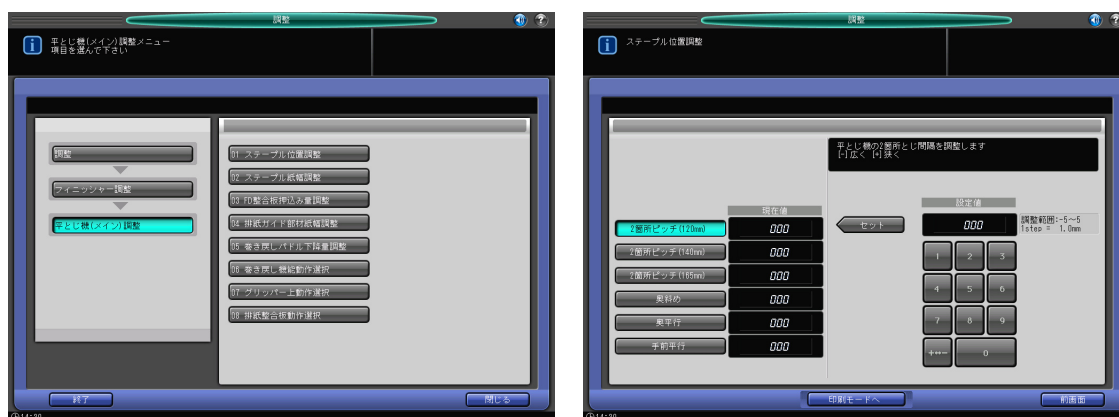 調整
平とじ機(メイン)調整メニュー
項目を選んで下さい
調整
フィニッシャー調整
平とじ機(メイン)調整
01 ステープル位置調整
02 ステープル紙幅調整
03 FD整合板押込み量調整
04 排紙ガイド部材紙幅調整
05 巻き戻しパドル下降量調整
06 巻き戻し機能動作選択
07 グリッパー上動作選択
08 排紙整合板動作選択
終了
閉じる
14:20
調整
ステープル位置調整
平とじ機の2箇所とじ間隔を調整します
[-]広く [+]狭く
現在値
2箇所ピッチ(120mm) 000
2箇所ピッチ(140mm) 000
2箇所ピッチ(165mm) 000
奥斜め 000
奥平行 000
手前平行 000
セット
設定値
000
調整範囲:-5〜5
1step = 1.0mm
1 2 3
4 5 6
7 8 9
+↔- 0
印刷モードへ
前画面
14:20